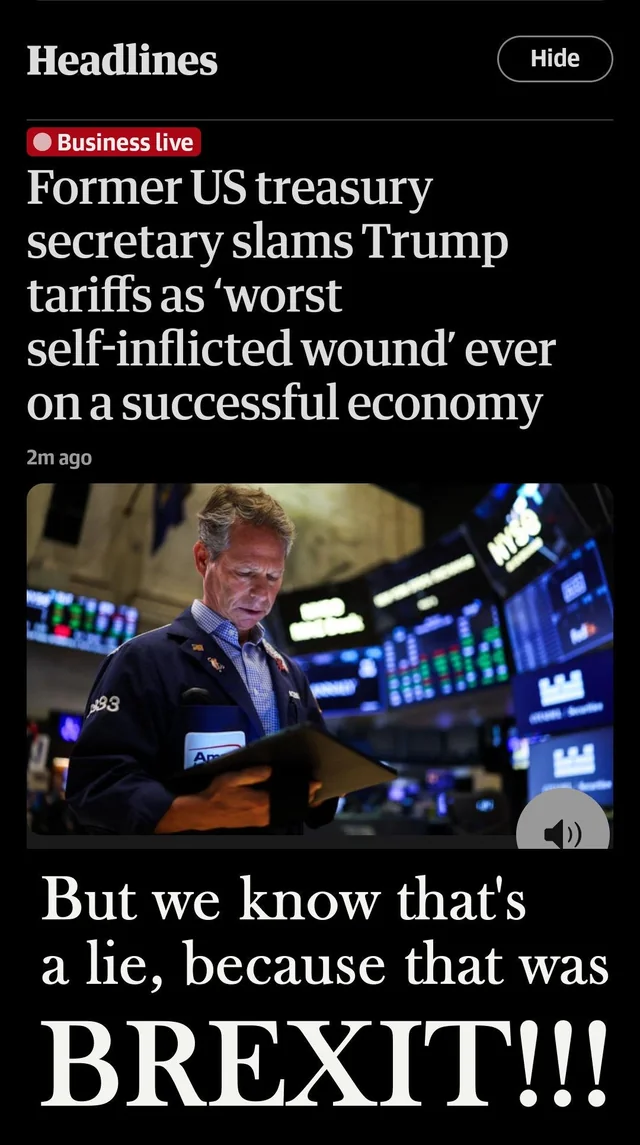 Headlines
Hide
Business live
Former US treasury
secretary slams Trump
tariffs as ‘worst
self-inflicted wound’ ever
on a successful economy
2m ago
NYSE
But we know that's
a lie, because that was
BREXIT!!!